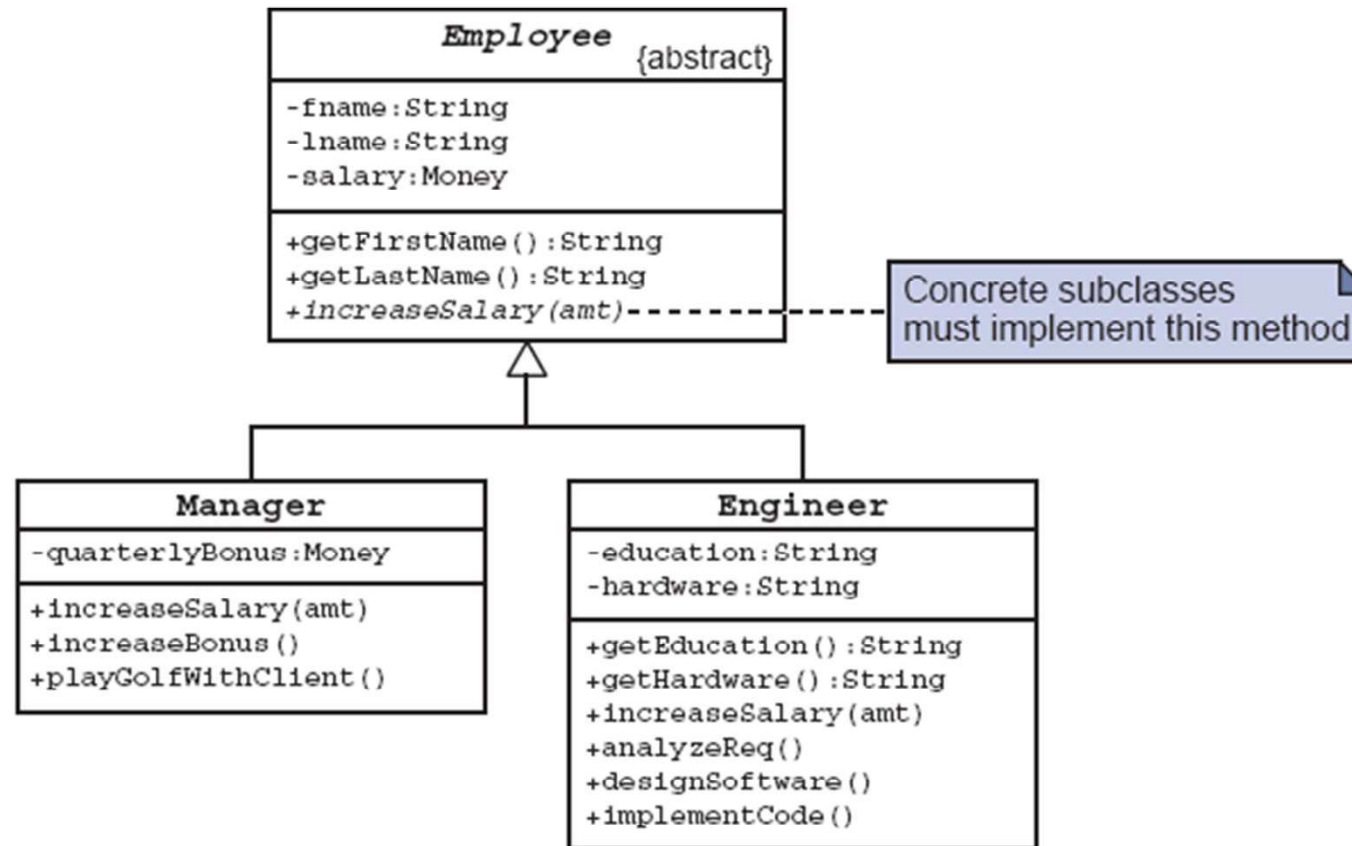 Employee
{abstract}
-fname:String
-lname:String
-salary:Money
+getFirstName():String
+getLastName():String
+increaseSalary(amt)
Concrete subclasses
must implement this method
Manager
-quarterlyBonus:Money
+increaseSalary(amt)
+increaseBonus()
+playGolfWithClient()
Engineer
-education:String
-hardware:String
+getEducation():String
+getHardware():String
+increaseSalary(amt)
+analyzeReq()
+designSoftware()
+implementCode()